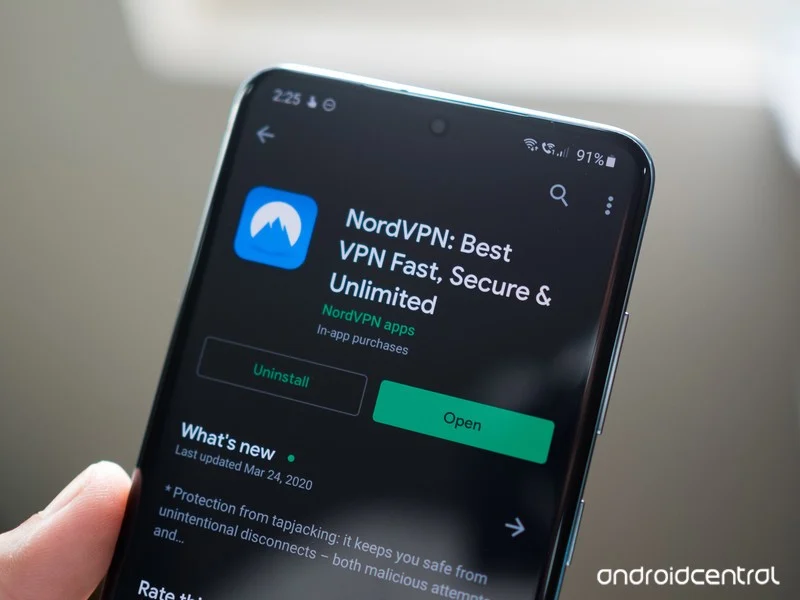 2:25
91%
NordVPN: Best
VPN Fast, Secure &
Unlimited
NordVPN apps
In-app purchases
Uninstall
Open
What's new
Last updated Mar 24, 2020
* Protection from tapjacking: it keeps you safe from
unintentional disconnects – both malicious attempts
and...
Rate
androidcentral